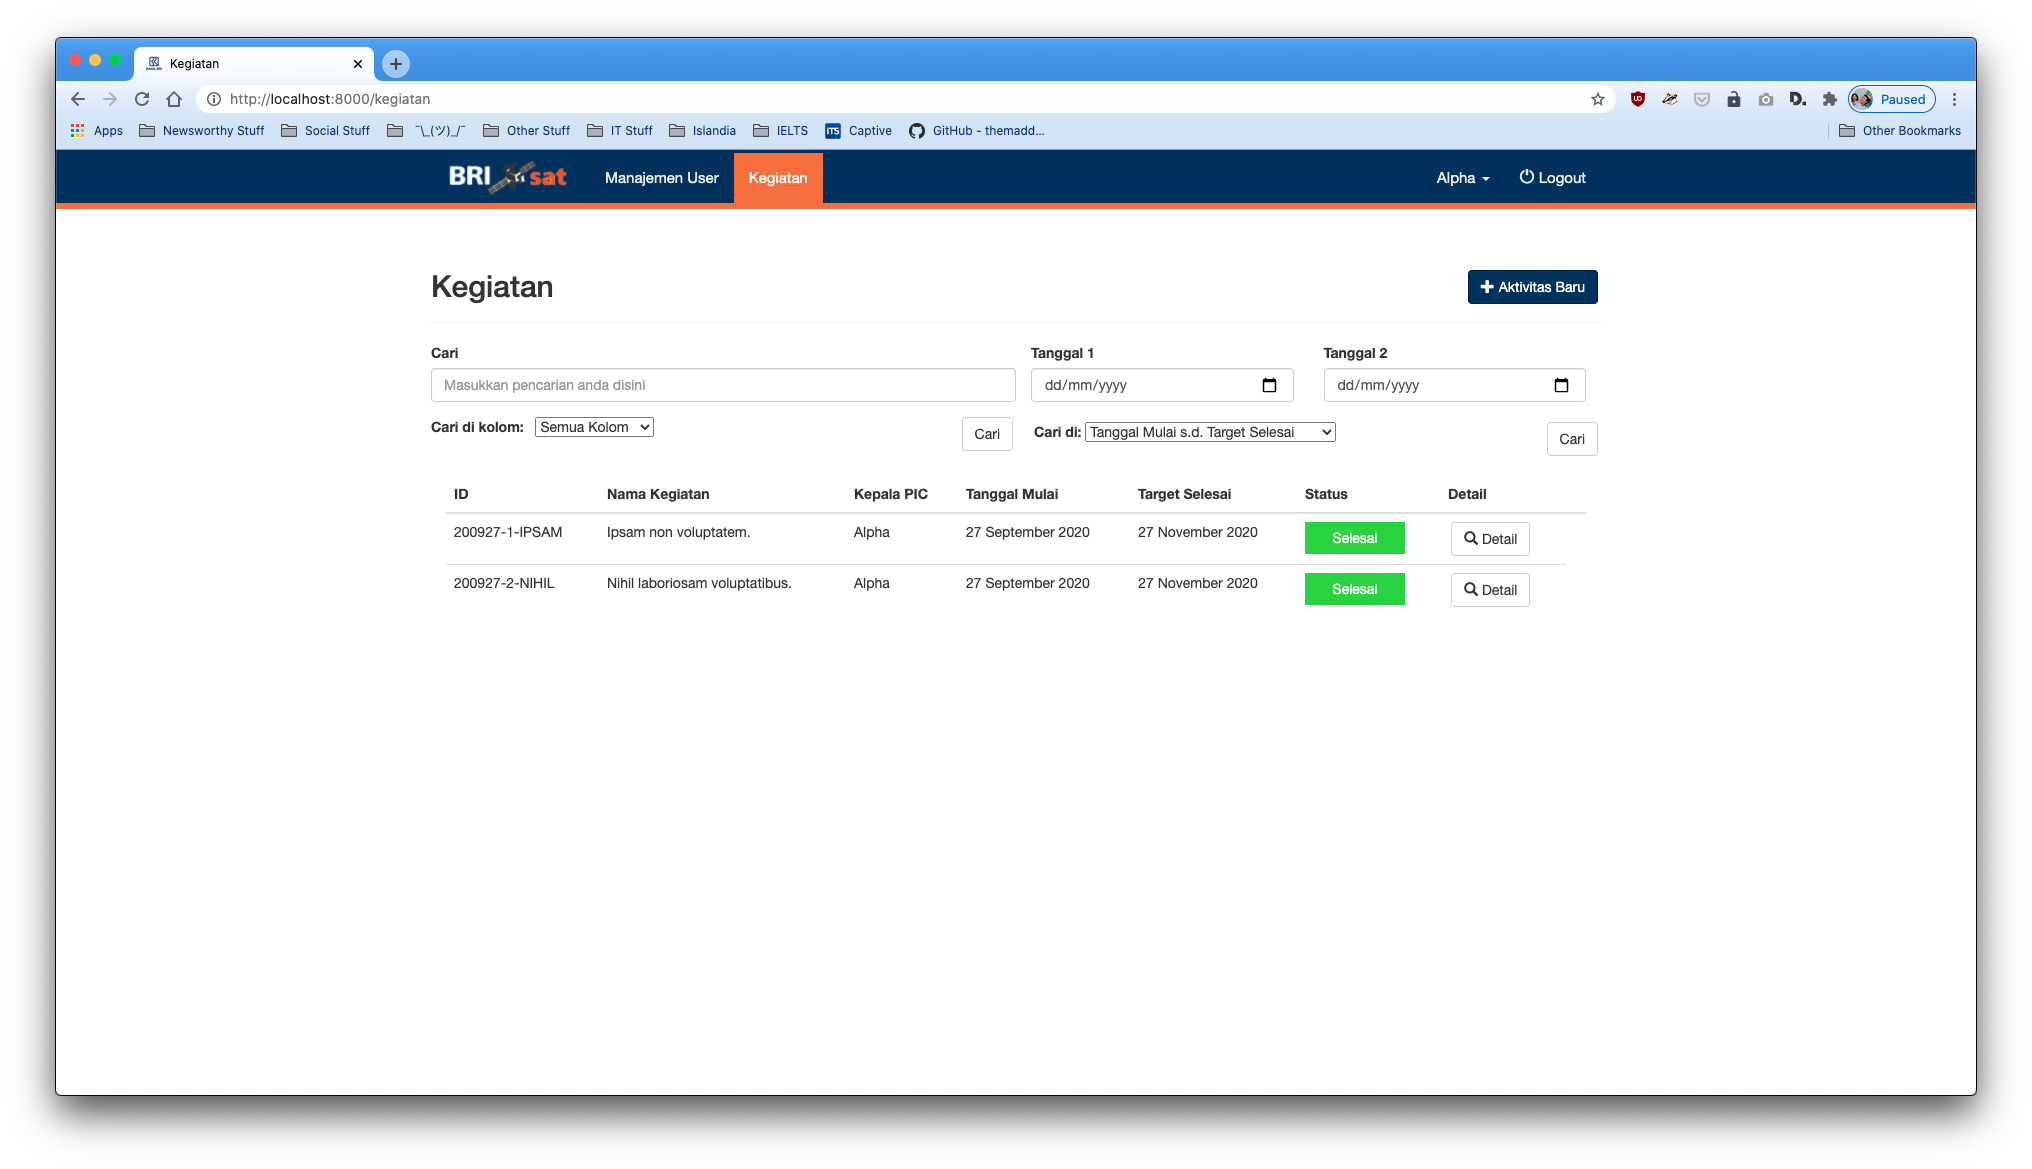 Kegiatan
http://localhost:8000/kegiatan
Paused
Apps Newsworthy Stuff Social Stuff ¯\_(ツ)_/¯ Other Stuff IT Stuff Islandia IELTS ITS Captive GitHub - themadd... Other Bookmarks
BRI sat Manajemen User Kegiatan Alpha Logout
Kegiatan
Aktivitas Baru
Cari Tanggal 1 Tanggal 2
Masukkan pencarian anda disini dd/mm/yyyy dd/mm/yyyy
Cari di kolom: Semua Kolom Cari Cari di: Tanggal Mulai s.d. Target Selesai Cari
ID Nama Kegiatan Kepala PIC Tanggal Mulai Target Selesai Status Detail
200927-1-IPSAM Ipsam non voluptatem. Alpha 27 September 2020 27 November 2020 Selesai Detail
200927-2-NIHIL Nihil laboriosam voluptatibus. Alpha 27 September 2020 27 November 2020 Selesai Detail